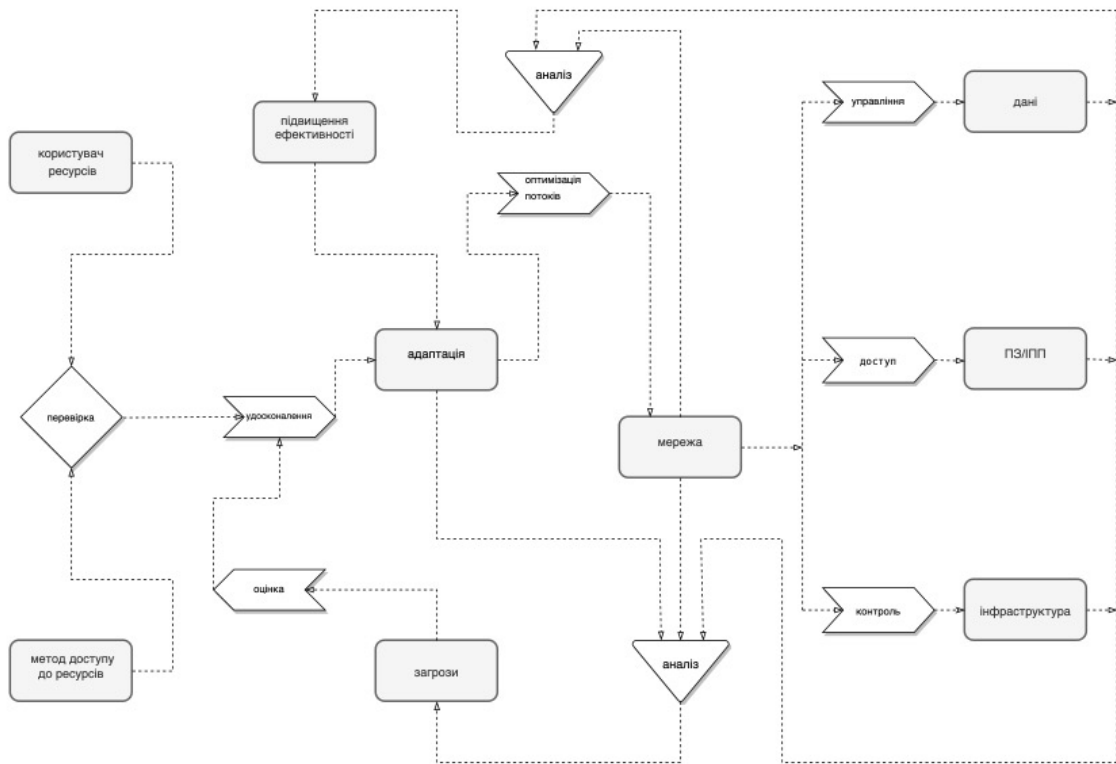 аналіз
управління
дані
підвищення
ефективності
користувач
ресурсів
оптимізація
потоків
адаптація
доступ
ПЗ/ІПП
перевірка
удосконалення
мережа
оцінка
контроль
інфраструктура
метод доступу
до ресурсів
загрози
аналіз